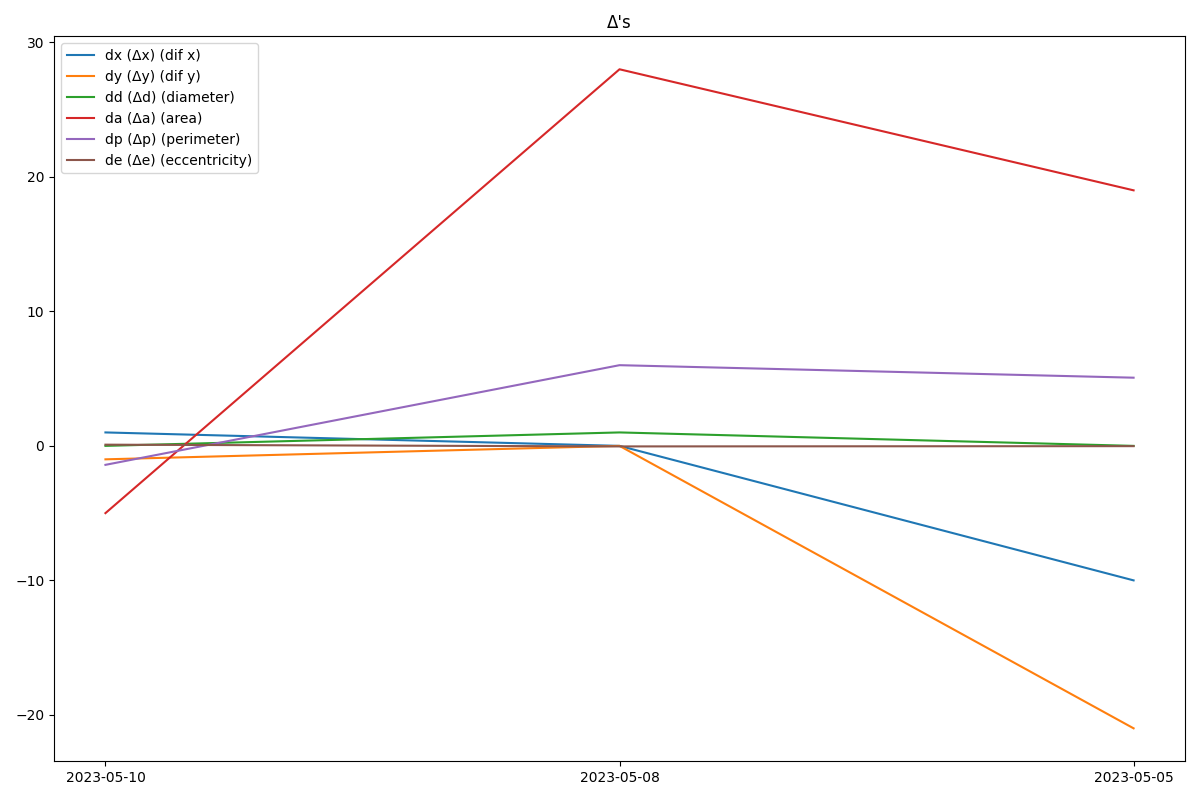 Δ's
dx (Δx) (dif x)
dy (Δy) (dif y)
dd (Δd) (diameter)
da (Δa) (area)
dp (Δp) (perimeter)
de (Δe) (eccentricity)
30
20
10
0
−10
−20
2023-05-10 2023-05-08 2023-05-05